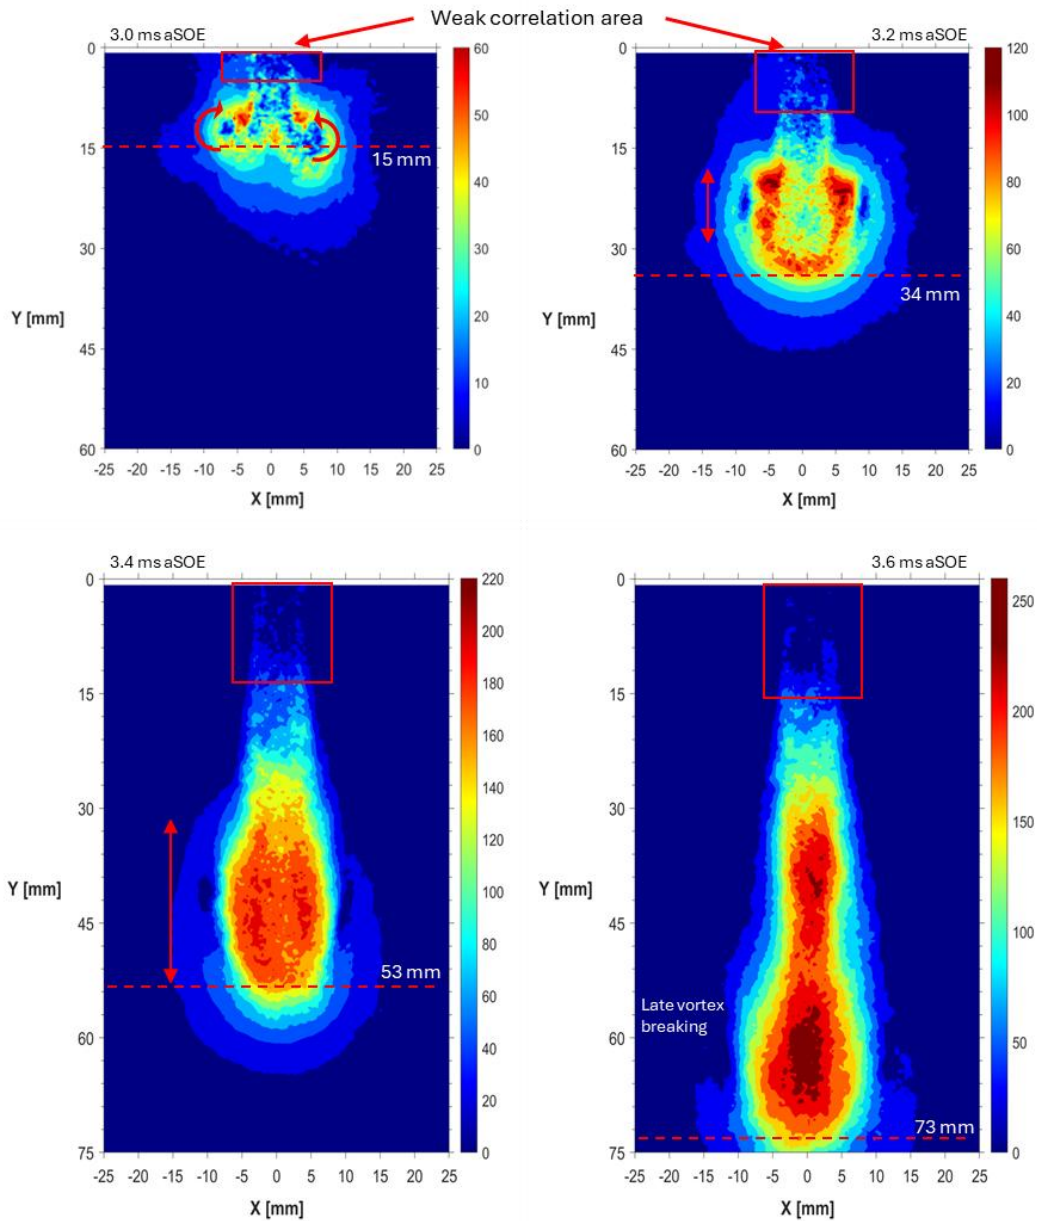 Weak correlation area
3.0 ms aSOE
0
15
30
45
60
Y [mm]
-25 -20 -15 -10 -5 0 5 10 15 20 25
X [mm]
15 mm
60
50
40
30
20
10
0
3.2 ms aSOE
0
15
30
45
60
Y [mm]
-25 -20 -15 -10 -5 0 5 10 15 20 25
X [mm]
34 mm
120
100
80
60
40
20
0
3.4 ms aSOE
0
15
30
45
60
75
Y [mm]
-25 -20 -15 -10 -5 0 5 10 15 20 25
X [mm]
53 mm
220
200
180
160
140
120
100
80
60
40
20
0
3.6 ms aSOE
0
15
30
45
60
75
Y [mm]
-25 -20 -15 -10 -5 0 5 10 15 20 25
X [mm]
Late vortex
breaking
73 mm
250
200
150
100
50
0